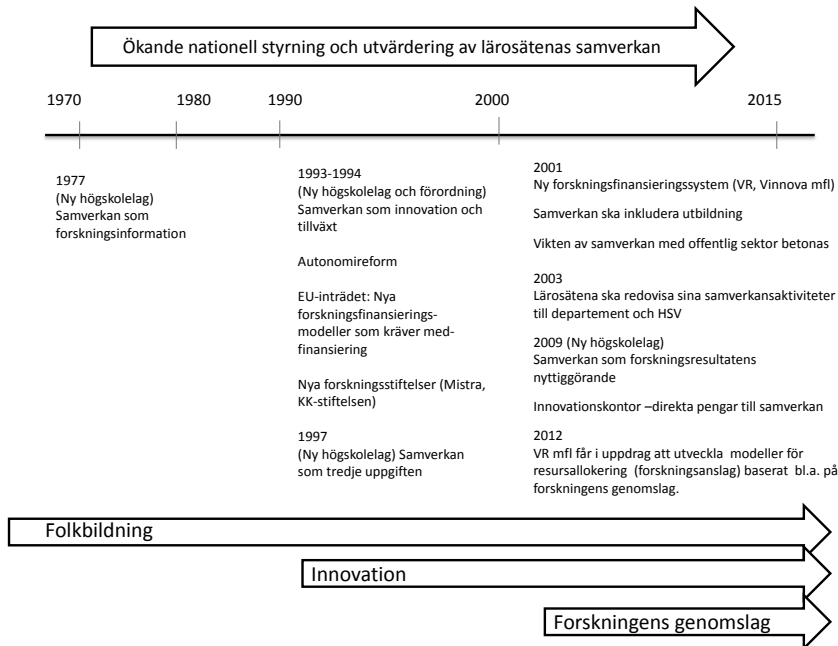 Ökande nationell styrning och utvärdering av lärosätenas samverkan
1970
1980
1990
2000
2015
1977
(Ny högskolelag)
Samverkan som
forskningsinformation
1993-1994
(Ny högskolelag och förordning)
Samverkan som innovation och
tillväxt
Autonomireform
EU-inträdet: Nya
forskningsfinansierings-
modeller som kräver med-
finansiering
Nya forskningsstiftelser (Mistra,
KK-stiftelsen)
1997
(Ny högskolelag) Samverkan
som tredje uppgiften
2001
Ny forskningsfinansieringssystem (VR, Vinnova mfl)
Samverkan ska inkludera utbildning
Vikten av samverkan med offentlig sektor betonas
2003
Lärosätena ska redovisa sina samverkansaktiviteter
till departement och HSV
2009 (Ny högskolelag)
Samverkan som forskningsresultatens
nyttiggörande
Innovationskontor –direkta pengar till samverkan
2012
VR mfl får i uppdrag att utveckla modeller för
resursallokering (forskningsanslag) baserat bl.a. på
forskningens genomslag.
Folkbildning
Innovation
Forskningens genomslag